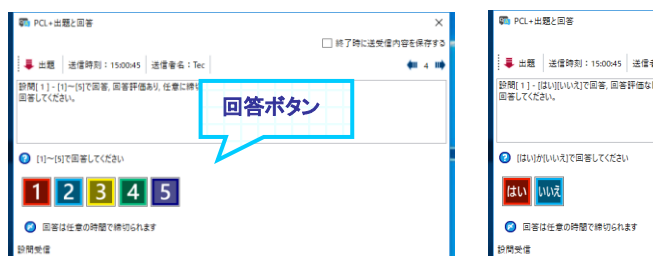 PCL+出題と回答
終了時に送受信内容を保存する
出題 送信時刻：15:00:45 送信者名：Tec
4
設問[ 1 ] - [1]～[5]で回答, 回答評価あり, 任意に締
回答してください。
回答ボタン
[1]～[5]で回答してください
1 2 3 4 5
回答は任意の時間で締切られます
設問受信
PCL+出題と回答
出題 送信時刻：15:00:45 送信者
設問[ 1 ] - [はい][いいえ]で回答, 回答評価な
回答してください。
[はい]か[いいえ]で回答してください
はい いいえ
回答は任意の時間で締切られます
設問受信